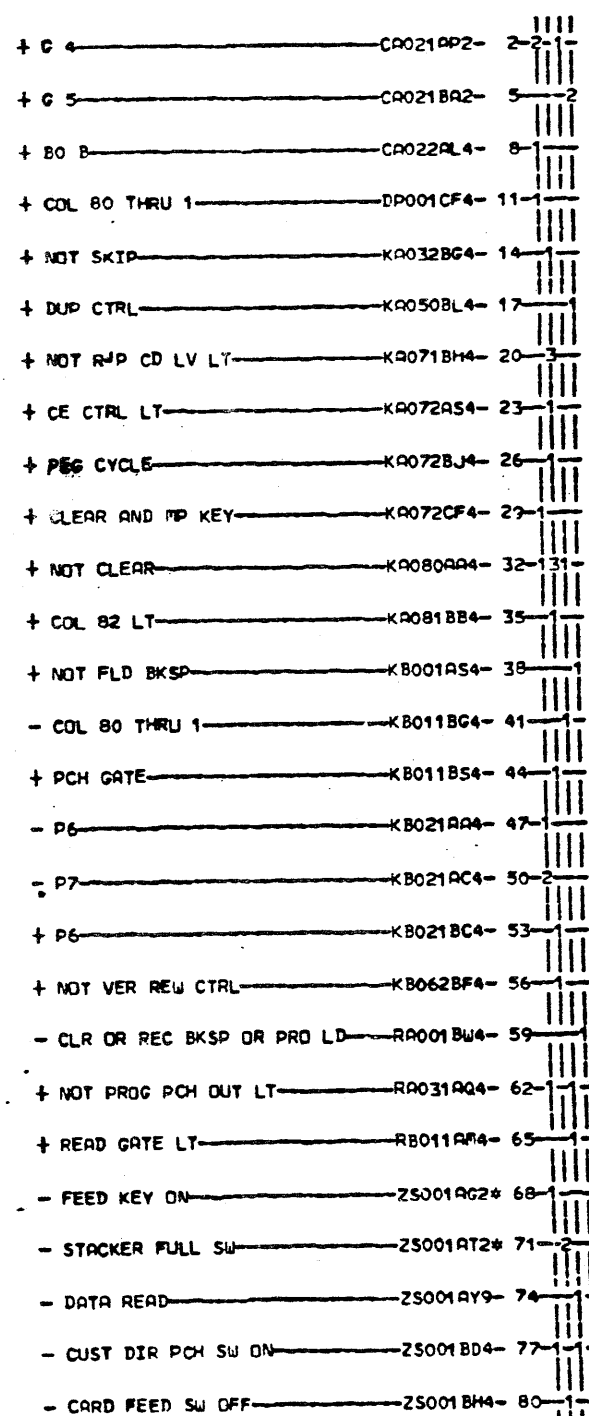 + C 4 CA021AP2- 2-2-1-
+ G 5 CA021BA2- 5 -2
+ BO B CA022AL4- 8-1
+ COL 80 THRU 1 DP001CF4- 11-1
+ NOT SKIP KA032BG4- 14-1
+ DUP CTRL KA050BL4- 17-1
+ NOT RJP CD LV LT KA071BH4- 20-3
+ CE CTRL LT KA072AS4- 23-1
+ PEG CYCLE KA072BJ4- 26-1
+ CLEAR AND MP KEY KA072CF4- 29-1
+ NOT CLEAR KA080AA4- 32-131-
+ COL 82 LT KA081BB4- 35-1
+ NOT FLD BKSP KB001AS4- 38-1
- COL 80 THRU 1 KB011BG4- 41-1
+ PCH GATE KB011BS4- 44-1
- P6 KB021AA4- 47-1
- P7 KB021AC4- 50-2
+ P6 KB021BC4- 53-1
+ NOT VER REW CTRL KB062BF4- 56-1
- CLR OR REC BKSP OR PRO LD RA001BW4- 59-1
+ NOT PROG PCH OUT LT RA031AQ4- 62-1-1
+ READ GATE LT RB011AM4- 65-1
- FEED KEY ON ZS001AG2* 68-1
- STACKER FULL SW ZS001AT2* 71-2
- DATA READ ZS001AY9- 74-1
- CUST DIR PCH SW ON ZS001BD4- 77-1-1
- CARD FEED SW OFF ZS001BH4- 80-1